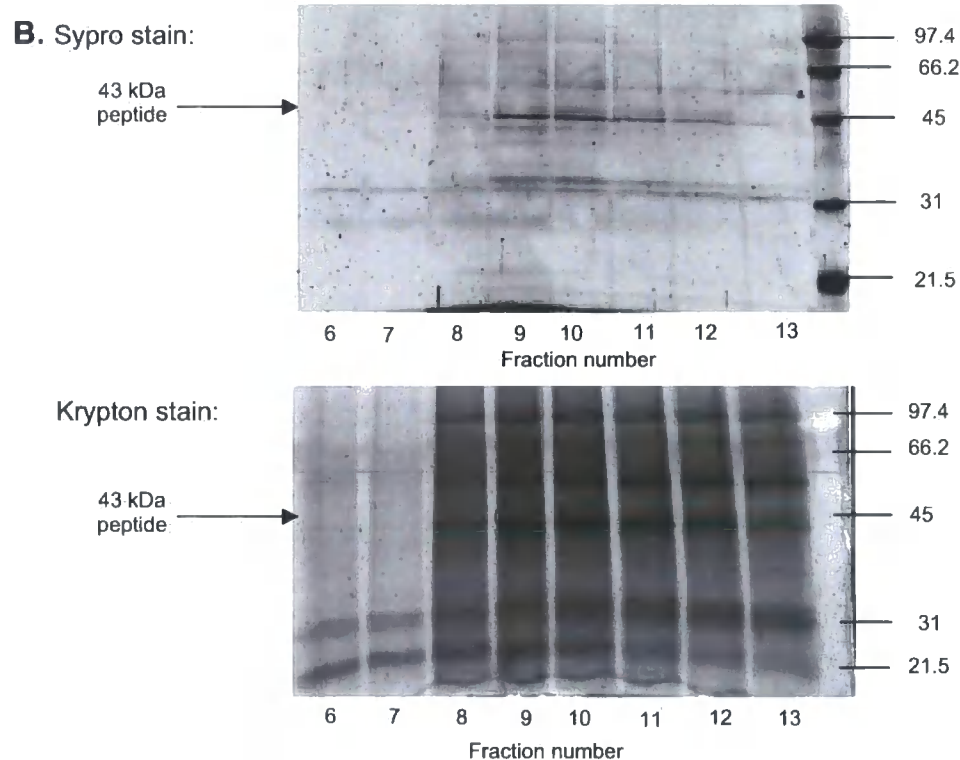 B. Sypro stain:
43 kDa
peptide
97.4
66.2
45
31
21.5
6 7 8 9 10 11 12 13
Fraction number
Krypton stain:
43 kDa
peptide
97.4
66.2
45
31
21.5
6 7 8 9 10 11 12 13
Fraction number